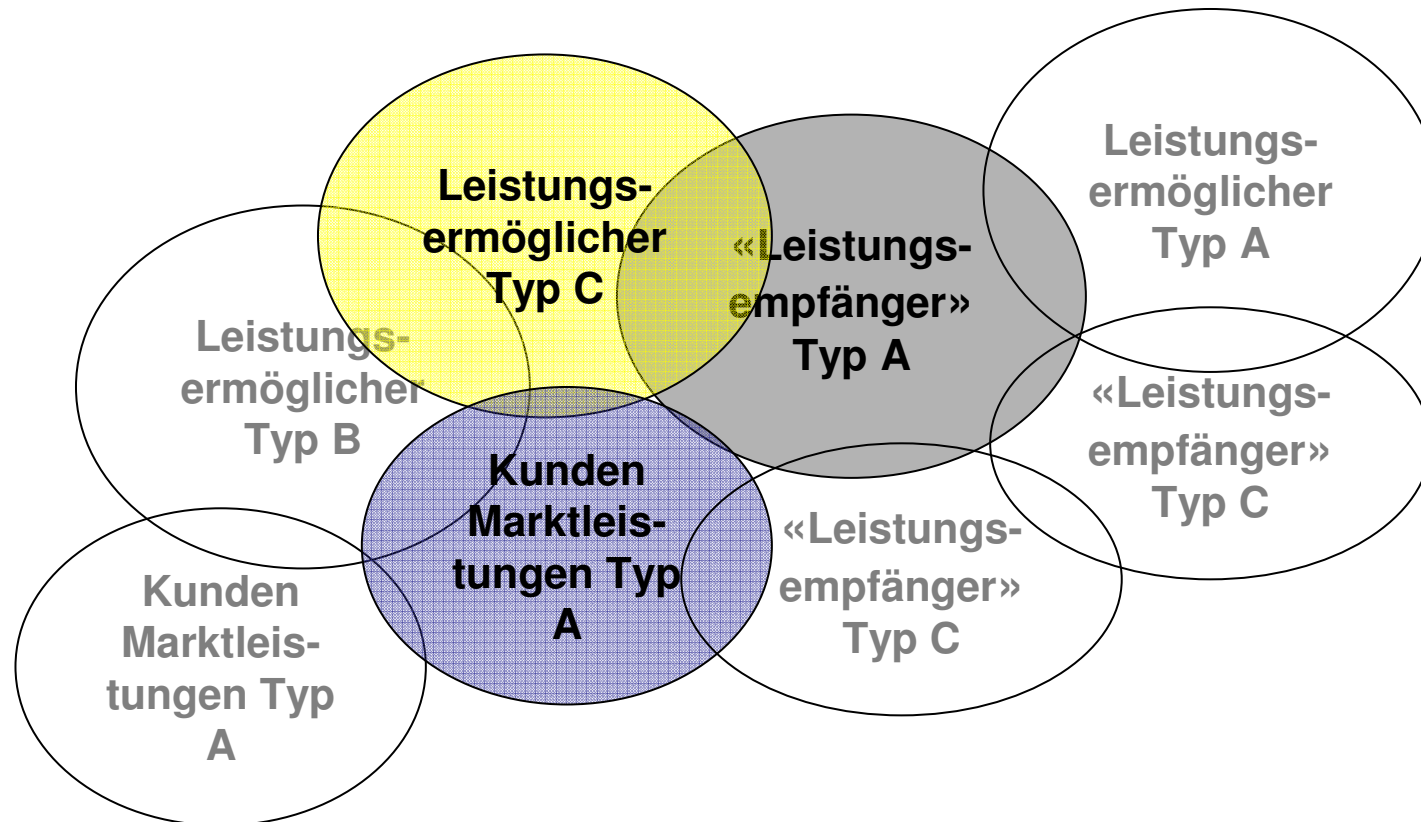 Leistungs-
ermöglicher
Typ C
«Leistungs-
empfänger»
Typ A
Leistungs-
ermöglicher
Typ A
Leistungs-
ermöglicher
Typ B
«Leistungs-
empfänger»
Typ C
Kunden
Marktleis-
tungen Typ
A
«Leistungs-
empfänger»
Typ C
Kunden
Marktleis-
tungen Typ
A